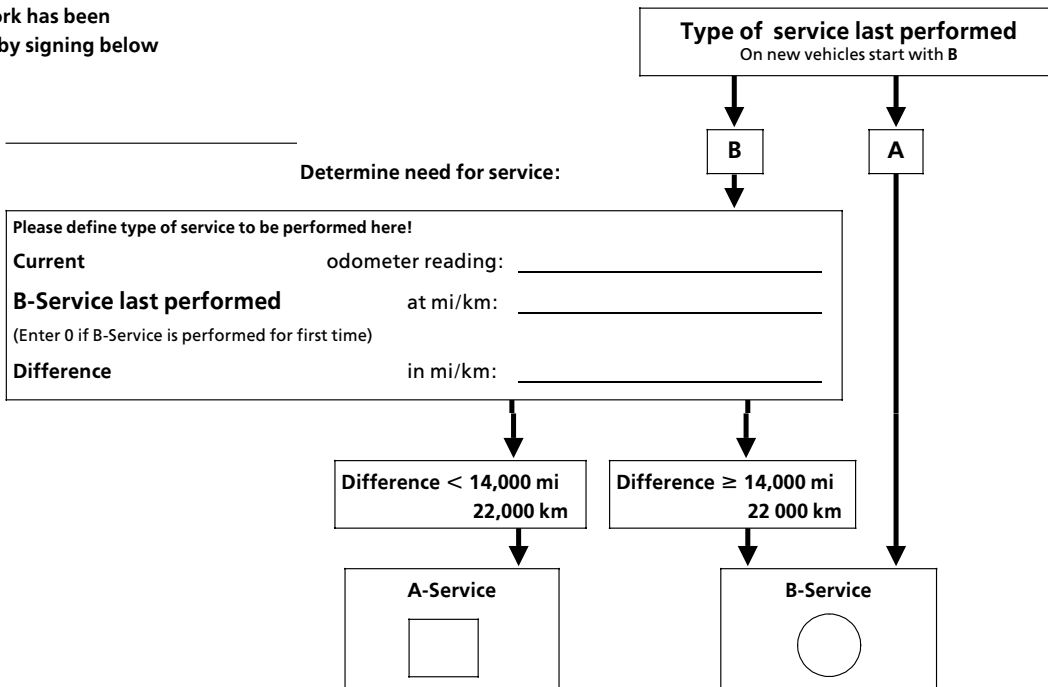 ork has been
by signing below
Type of service last performed
On new vehicles start with B
B
A
Determine need for service:
Please define type of service to be performed here!
Current odometer reading:
B-Service last performed at mi/km:
(Enter 0 if B-Service is performed for first time)
Difference in mi/km:
Difference < 14,000 mi
22,000 km
Difference ≥ 14,000 mi
22 000 km
A-Service
B-Service